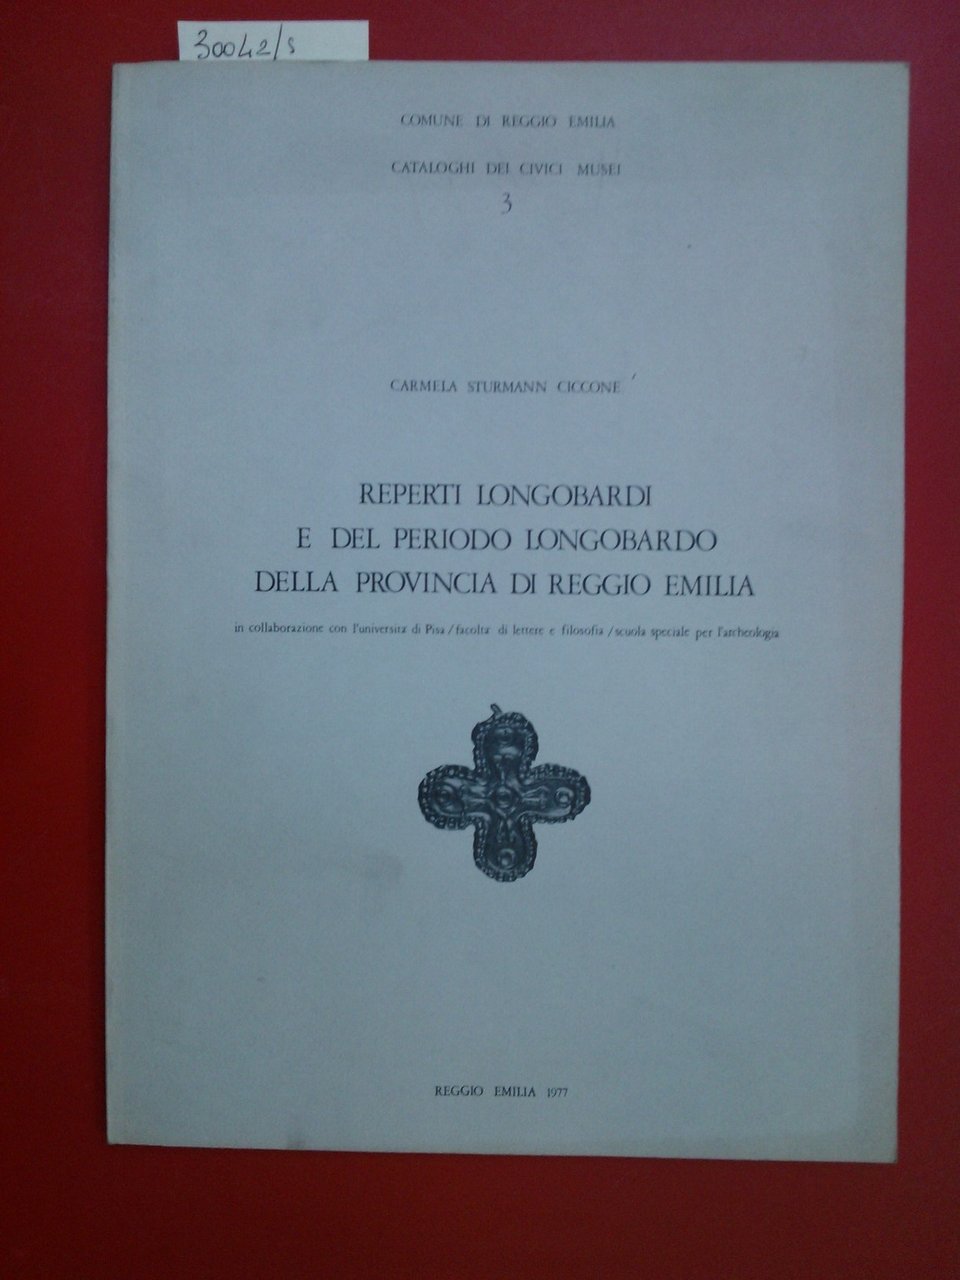 30042/s
COMUNE DI REGGIO EMILIA
CATALOGHI DEI CIVICI MUSEI
3
CARMELA STURMANN CICCONE
REPERTI LONGOBARDI
E DEL PERIODO LONGOBARDO
DELLA PROVINCIA DI REGGIO EMILIA
in collaborazione con l'università di Pisa / facoltà di lettere e filosofia / scuola speciale per l'archeologia
REGGIO EMILIA 1977